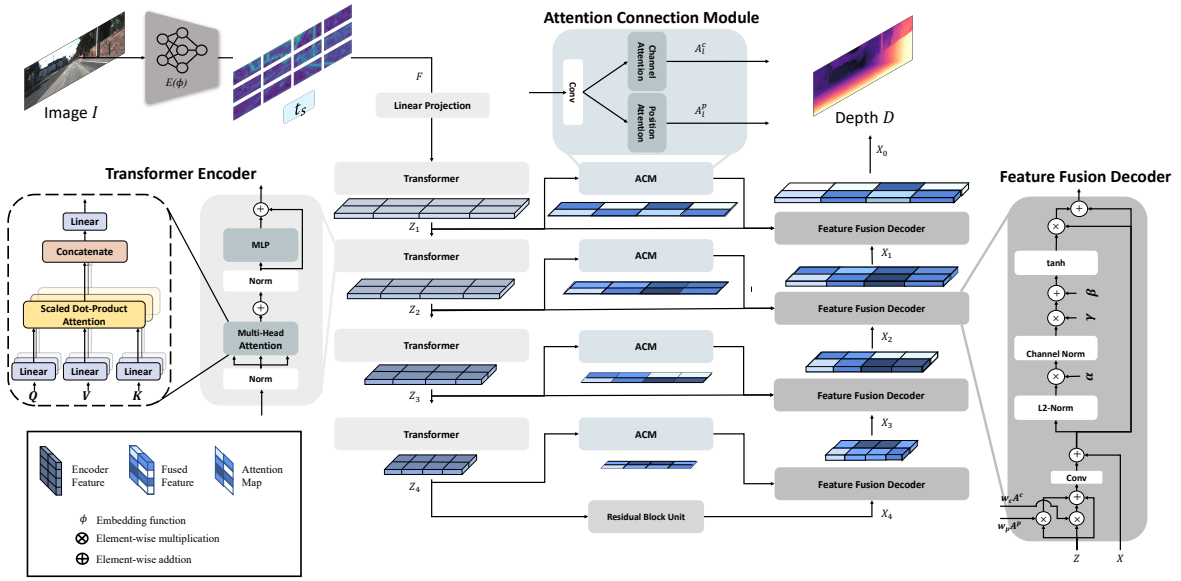 Attention Connection Module
Conv
Channel Attention
Position Attention
A_l^c
A_l^p
E(ϕ)
Image I
t_s
F
Linear Projection
Depth D
X_0
Transformer Encoder
Feature Fusion Decoder
Linear
Concatenate
Scaled Dot-Product
Attention
Linear
Linear
Linear
Q
V
K
MLP
Norm
Multi-Head
Attention
Norm
Transformer
ACM
Z_1
Feature Fusion Decoder
X_1
Transformer
ACM
Z_2
Feature Fusion Decoder
X_2
Transformer
ACM
Z_3
Feature Fusion Decoder
X_3
Transformer
ACM
Z_4
Feature Fusion Decoder
Residual Block Unit
X_4
tanh
β
γ
Channel Norm
α
L2-Norm
Conv
w_c A^c
w_p A^p
Z
X
Encoder
Feature
Fused
Feature
Attention
Map
ϕ Embedding function
⊗ Element-wise multiplication
⊕ Element-wise addtion